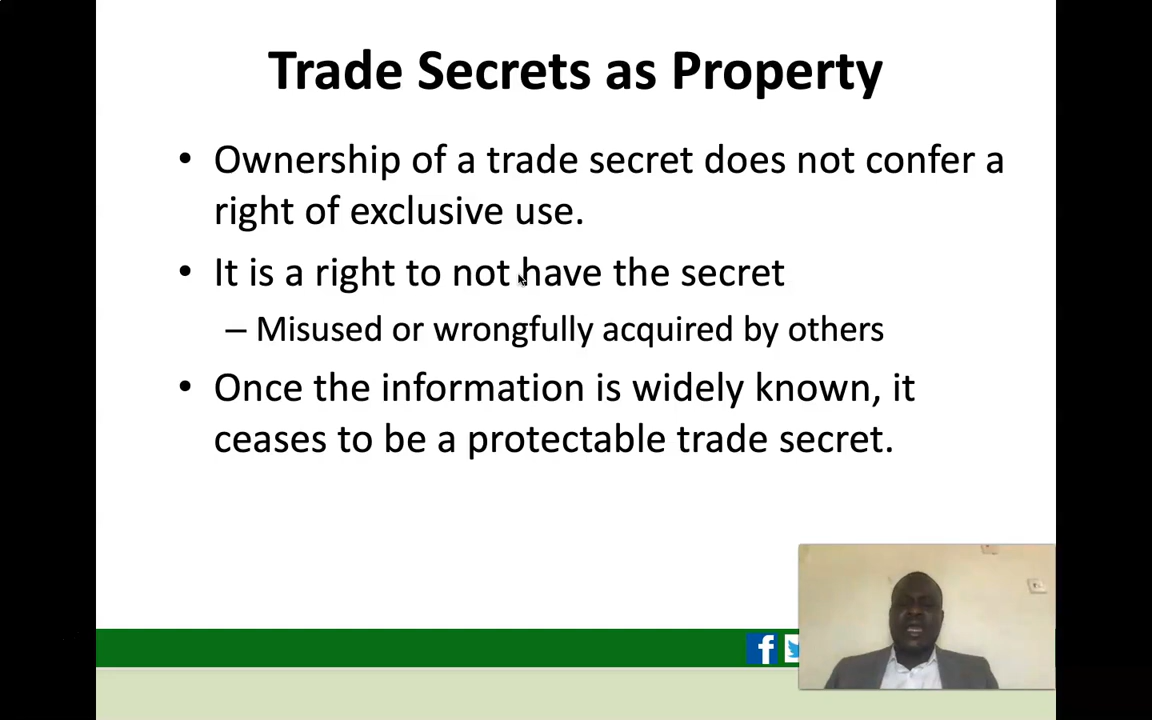 Trade Secrets as Property
• Ownership of a trade secret does not confer a
right of exclusive use.
• It is a right to not have the secret
– Misused or wrongfully acquired by others
• Once the information is widely known, it
ceases to be a protectable trade secret.
f